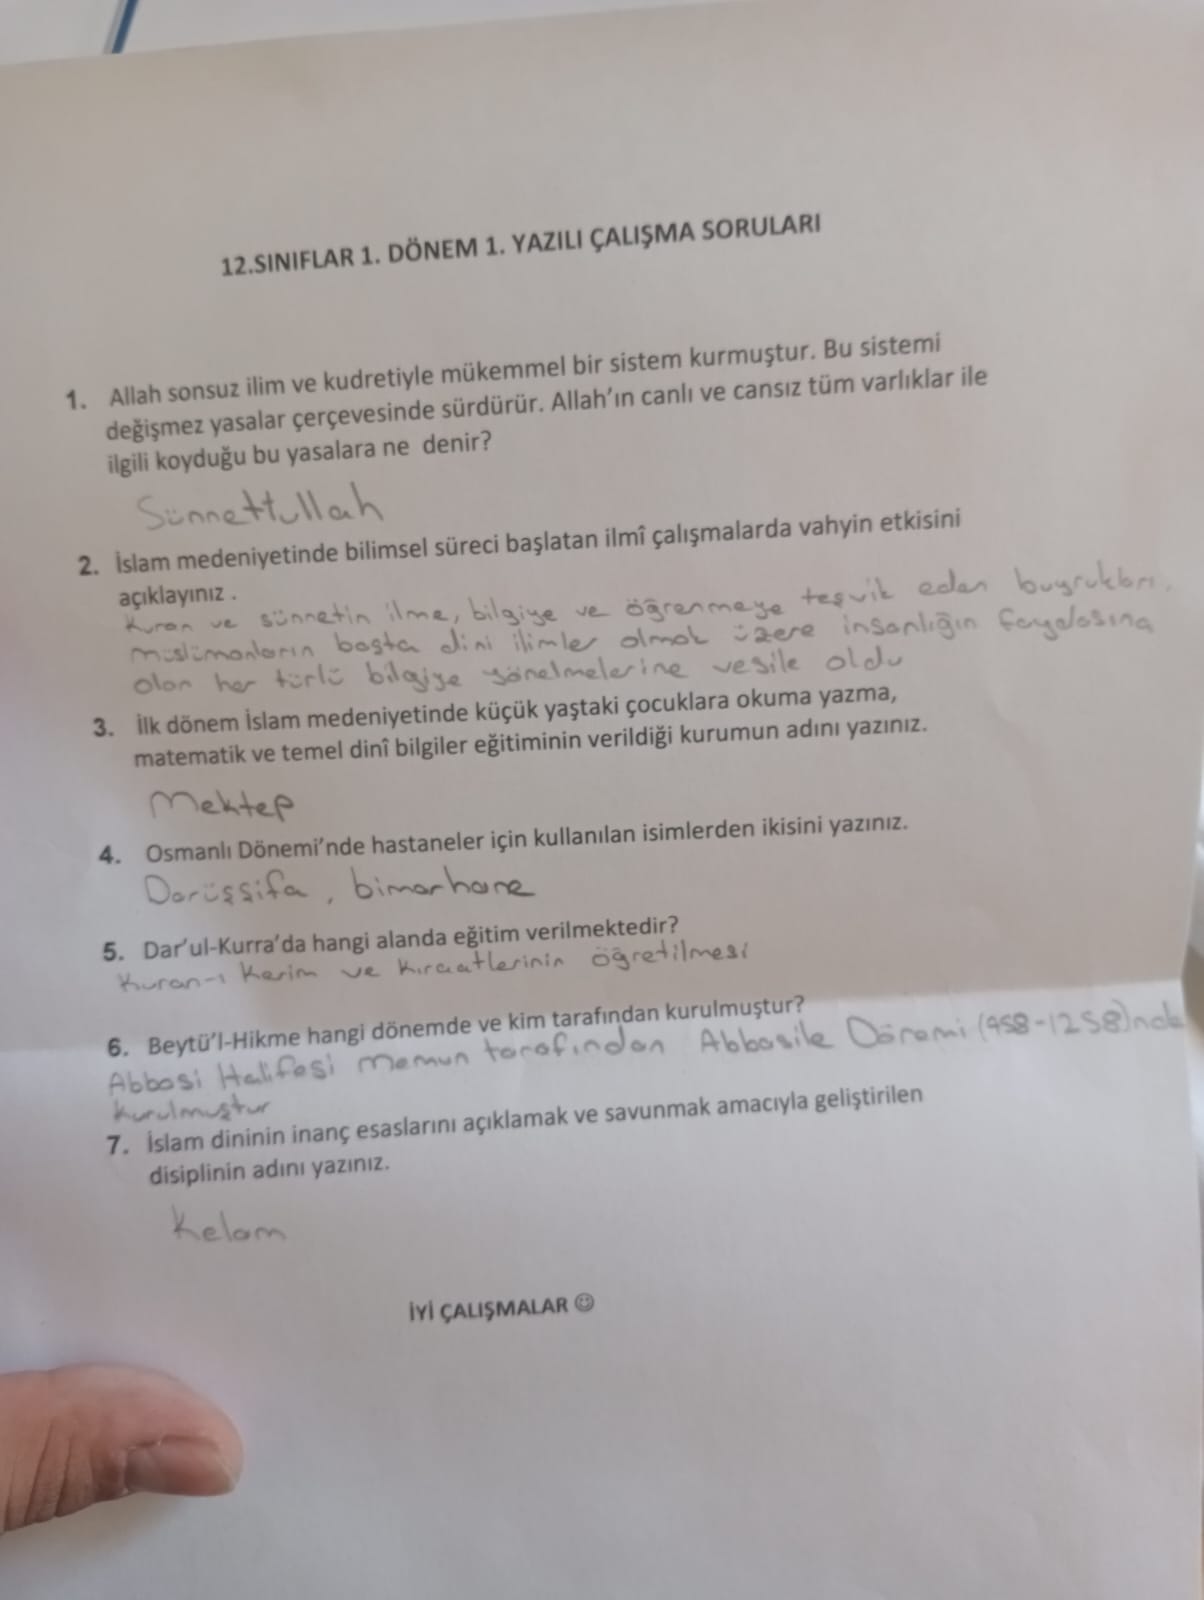 12.SINIFLAR 1. DÖNEM 1. YAZILI ÇALIŞMA SORULARI
1. Allah sonsuz ilim ve kudretiyle mükemmel bir sistem kurmuştur. Bu sistemi
değişmez yasalar çerçevesinde sürdürür. Allah'ın canlı ve cansız tüm varlıklar ile
ilgili koyduğu bu yasalara ne denir?
Sünnettullah
2. İslam medeniyetinde bilimsel süreci başlatan ilmî çalışmalarda vahyin etkisini
açıklayınız .
Kuran ve sünnetin ilme, bilgiye ve öğrenmeye teşvik eden buyrukları,
müslümanların başta dini ilimler olmak üzere insanlığın faydasına
olan her türlü bilgiye yönelmelerine vesile oldu
3. İlk dönem İslam medeniyetinde küçük yaştaki çocuklara okuma yazma,
matematik ve temel dinî bilgiler eğitiminin verildiği kurumun adını yazınız.
Mektep
4. Osmanlı Dönemi'nde hastaneler için kullanılan isimlerden ikisini yazınız.
Darüşşifa, bimarhane
5. Dar'ul-Kurra'da hangi alanda eğitim verilmektedir?
Kuran-ı Kerim ve kıraatlerinin öğretilmesi
6. Beytü'l-Hikme hangi dönemde ve kim tarafından kurulmuştur?
Abbasi Halifesi Memun tarafından Abbasile Dönemi (958-1258)nde
kurulmuştur
7. İslam dininin inanç esaslarını açıklamak ve savunmak amacıyla geliştirilen
disiplinin adını yazınız.
Kelam
İYİ ÇALIŞMALAR ☺